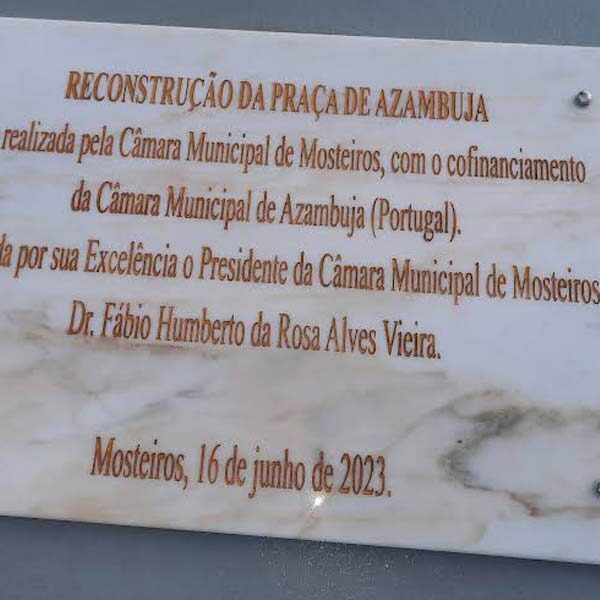 RECONSTRUÇÃO DA PRAÇA DE AZAMBUJA
realizada pela Câmara Municipal de Mosteiros, com o cofinanciamento
da Câmara Municipal de Azambuja (Portugal).
por sua Excelência o Presidente da Câmara Municipal de Mosteiros
Dr. Fábio Humberto da Rosa Alves Vieira.
Mosteiros, 16 de junho de 2023.